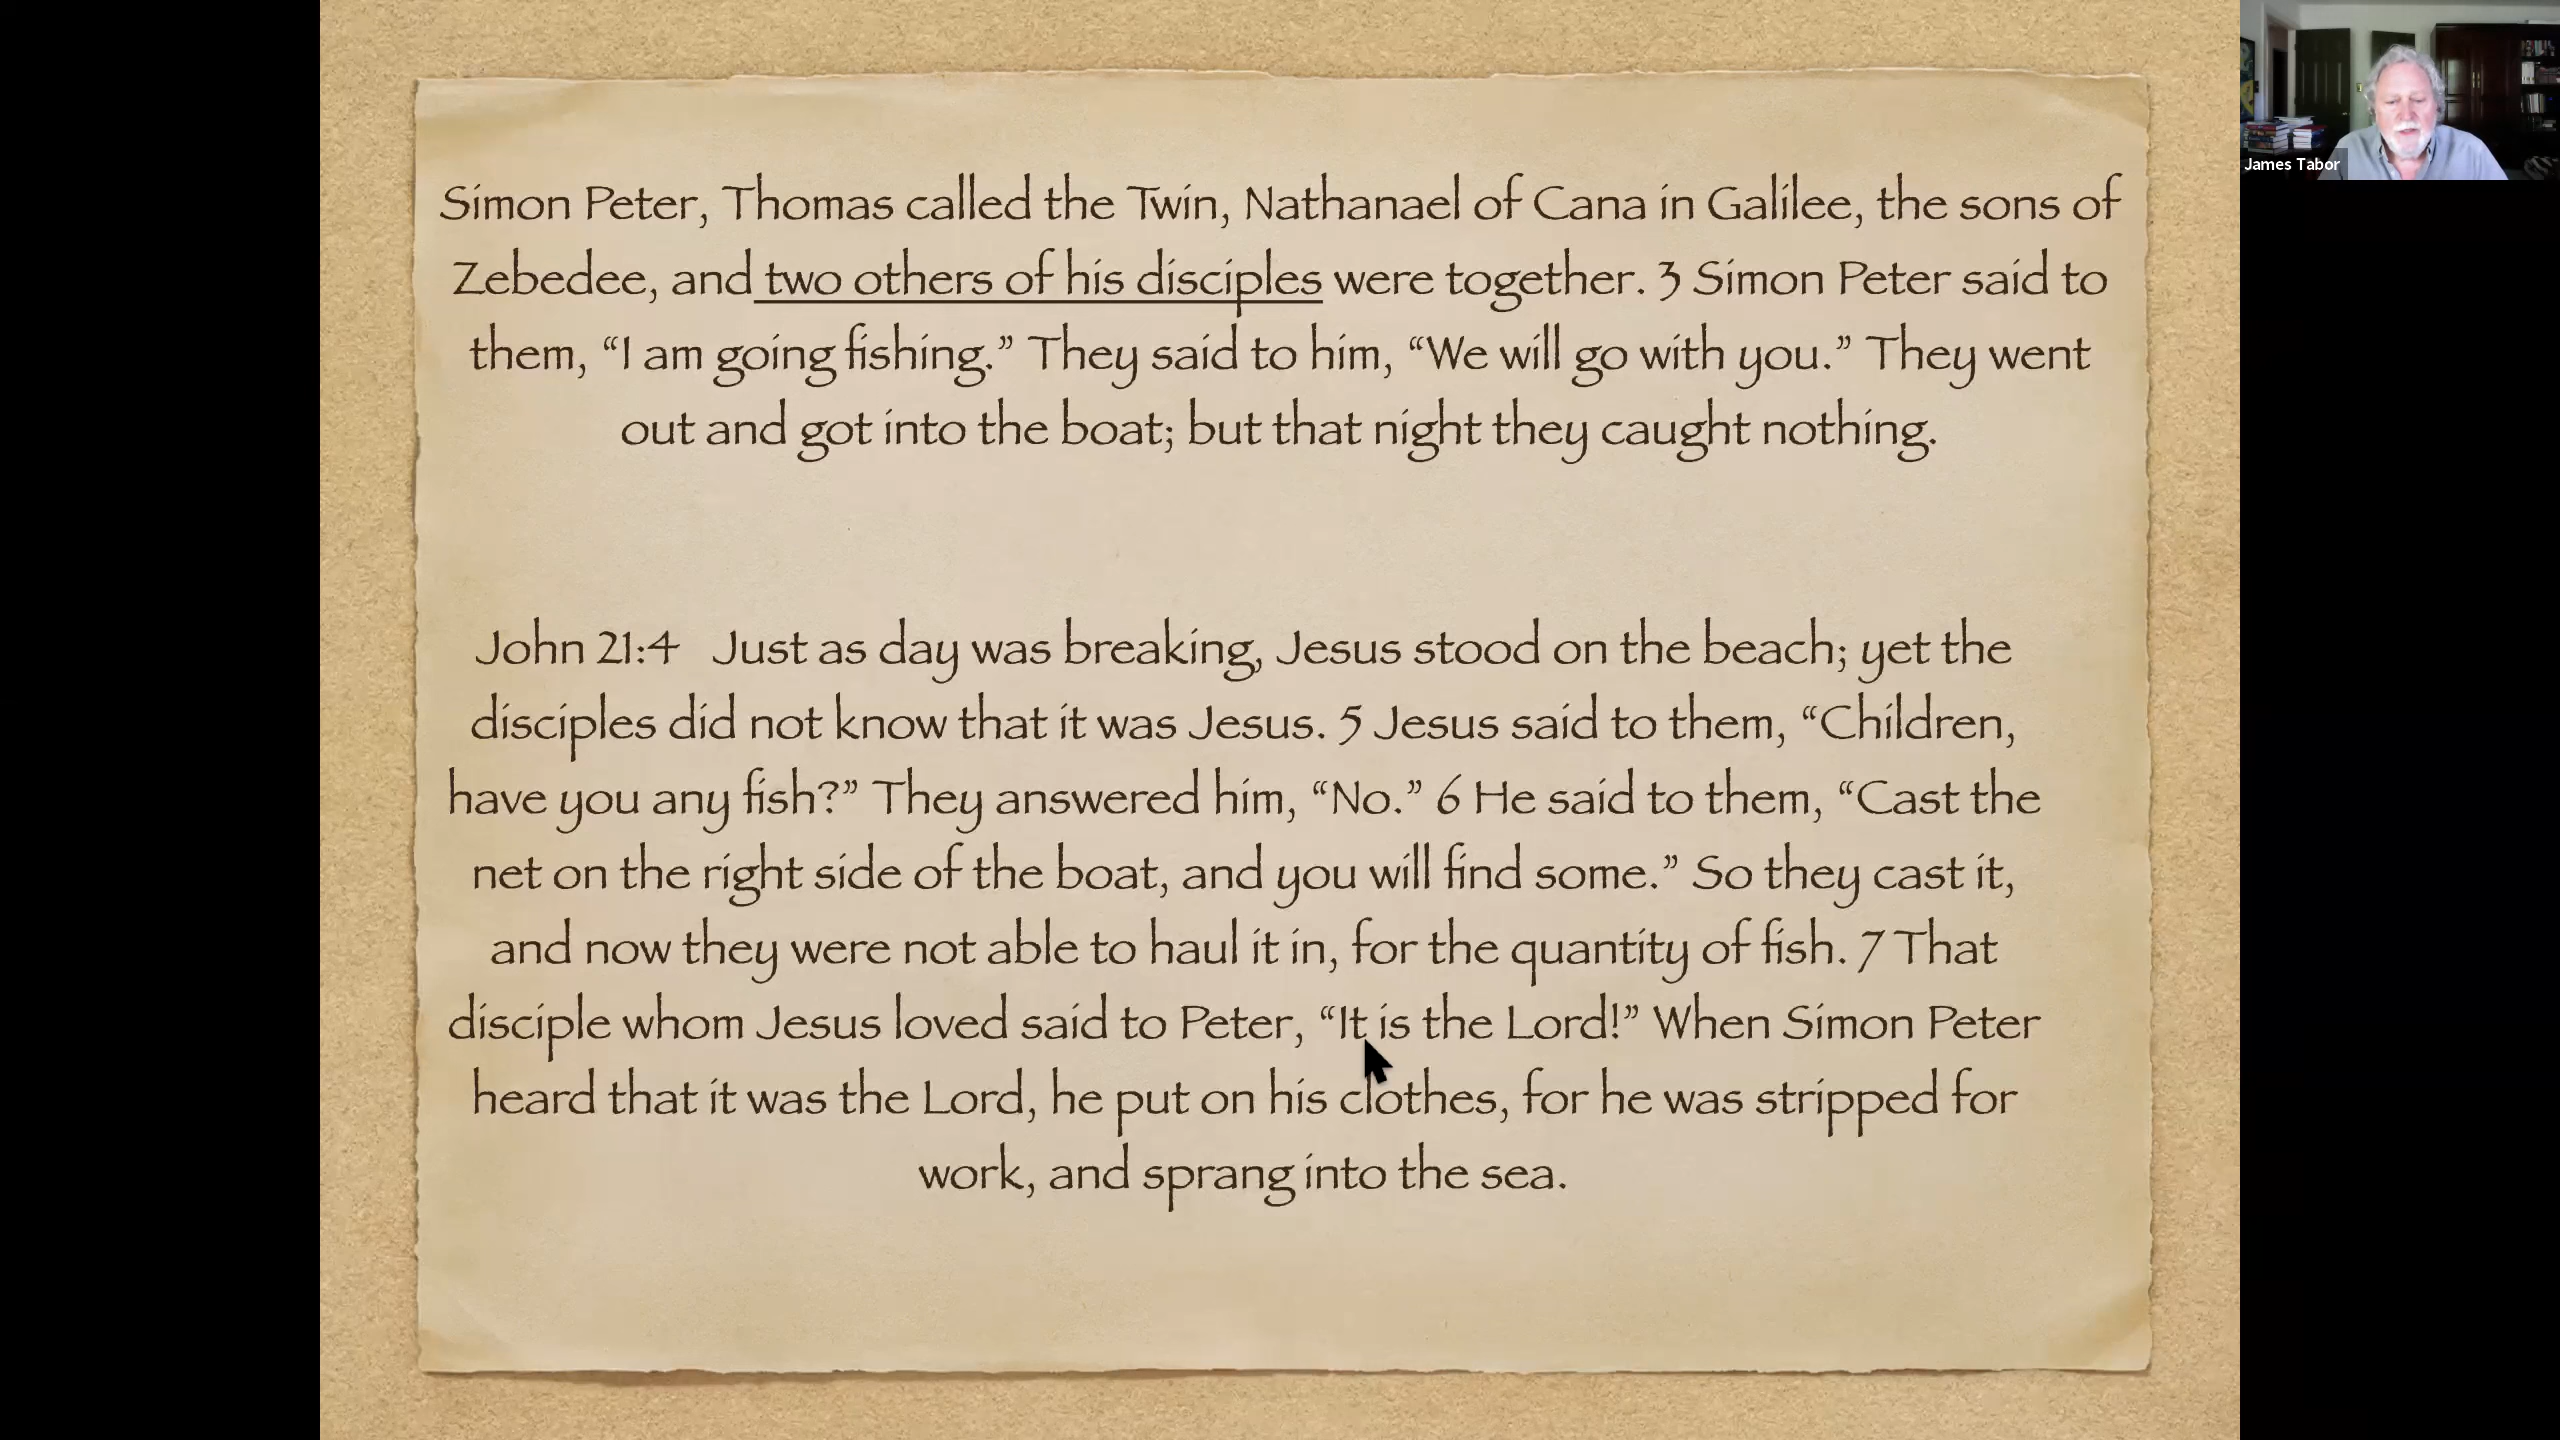 Simon Peter, Thomas called the Twin, Nathanael of Cana in Galilee, the sons of
Zebedee, and two others of his disciples were together. 3 Simon Peter said to
them, “I am going fishing.” They said to him, “We will go with you.” They went
out and got into the boat; but that night they caught nothing.
John 21:4 Just as day was breaking, Jesus stood on the beach; yet the
disciples did not know that it was Jesus. 5 Jesus said to them, “Children,
have you any fish?” They answered him, “No.” 6 He said to them, “Cast the
net on the right side of the boat, and you will find some.” So they cast it,
and now they were not able to haul it in, for the quantity of fish. 7 That
disciple whom Jesus loved said to Peter, “It is the Lord!” When Simon Peter
heard that it was the Lord, he put on his clothes, for he was stripped for
work, and sprang into the sea.
James Tabor